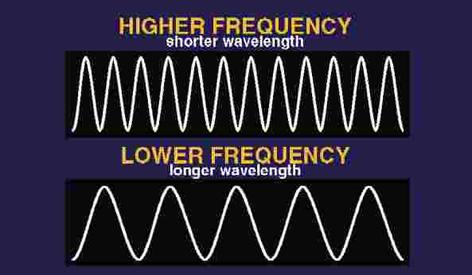 HIGHER FREQUENCY
shorter wavelength
LOWER FREQUENCY
longer wavelength